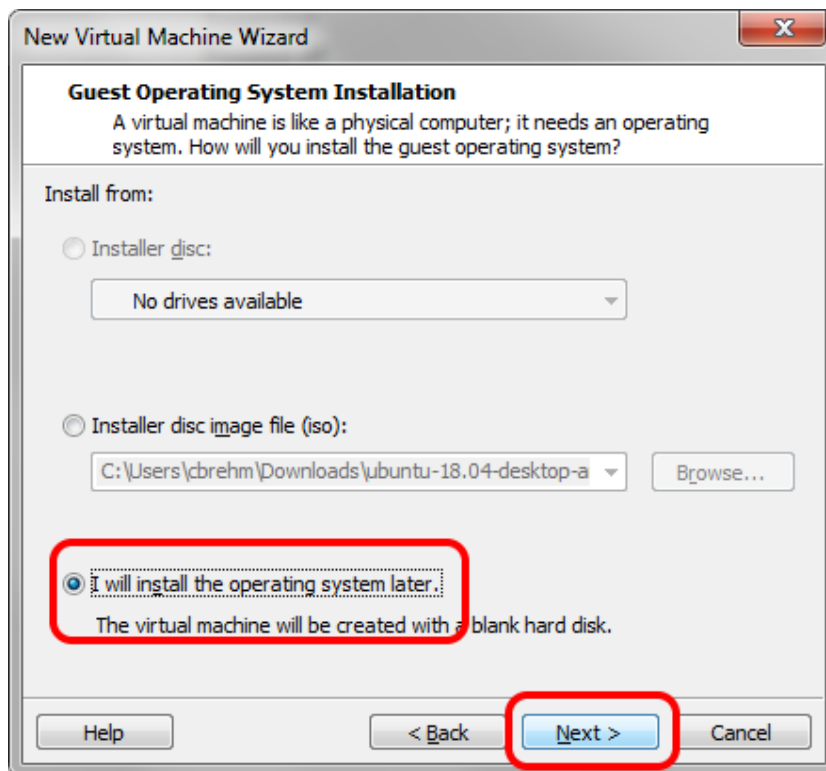 New Virtual Machine Wizard
Guest Operating System Installation
A virtual machine is like a physical computer; it needs an operating
system. How will you install the guest operating system?
Install from:
Installer disc:
No drives available
Installer disc image file (iso):
C:\Users\cbrehm\Downloads\ubuntu-18.04-desktop-a
Browse...
I will install the operating system later.
The virtual machine will be created with a blank hard disk.
Help
< Back
Next >
Cancel